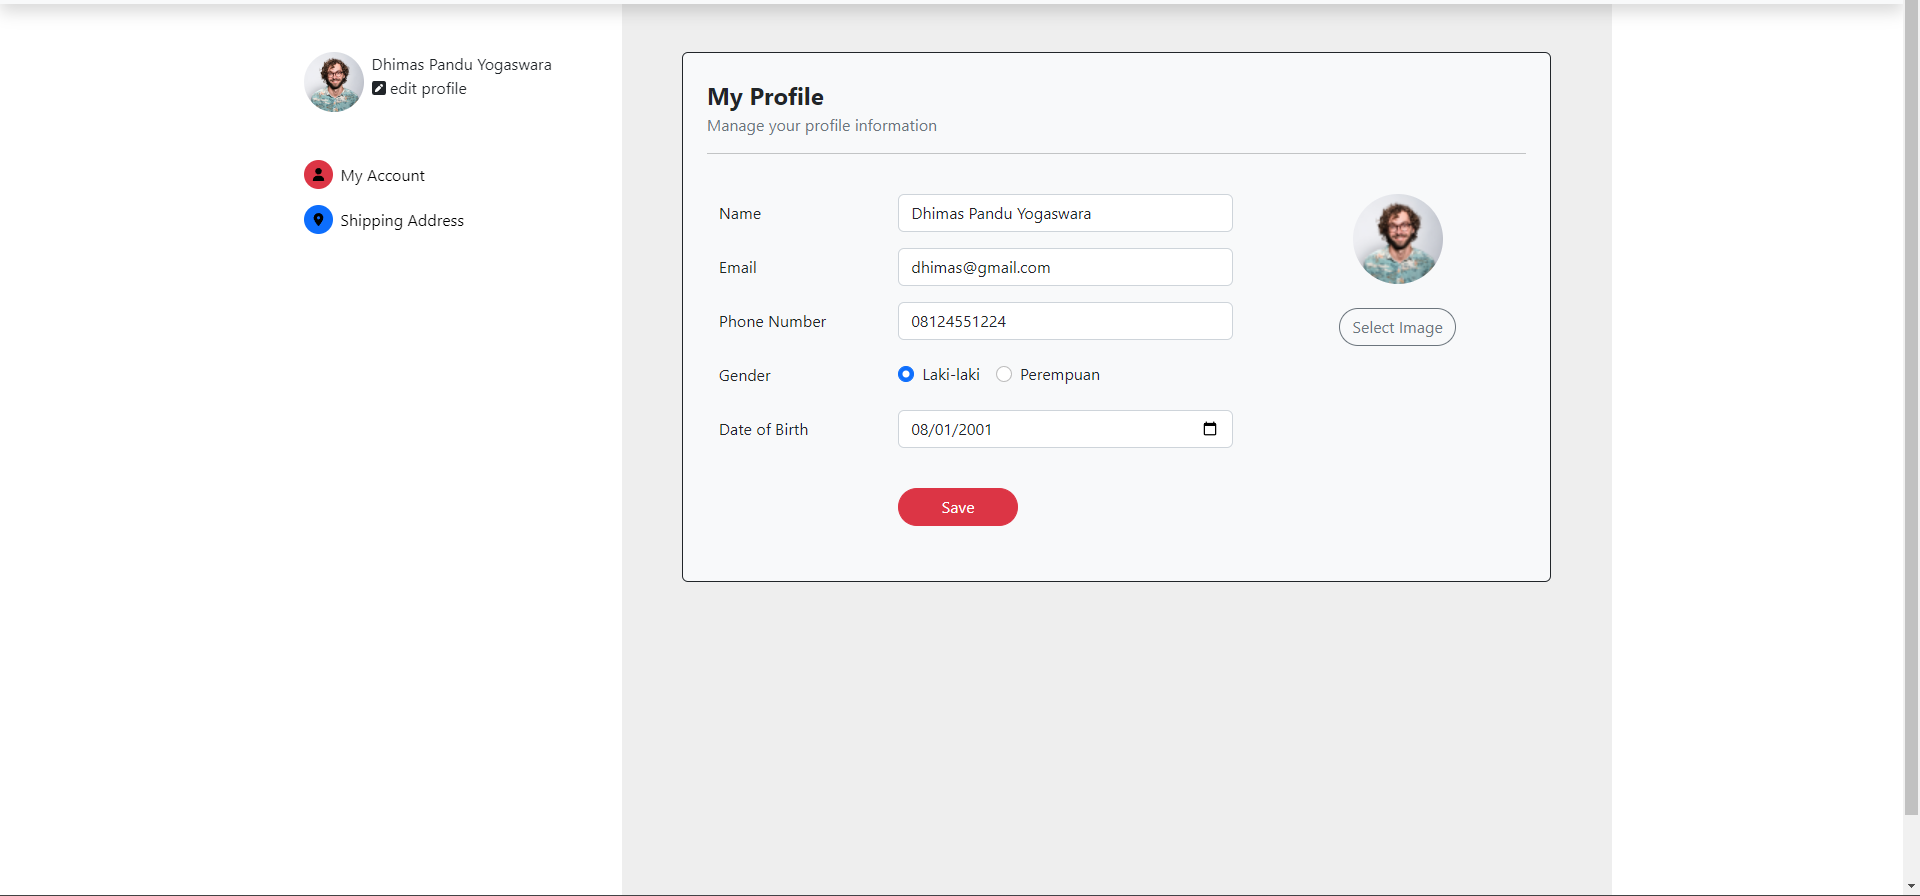 Dhimas Pandu Yogaswara
edit profile
My Account
Shipping Address
My Profile
Manage your profile information
Name
Dhimas Pandu Yogaswara
Email
dhimas@gmail.com
Phone Number
08124551224
Gender
Laki-laki Perempuan
Date of Birth
08/01/2001
Save
Select Image